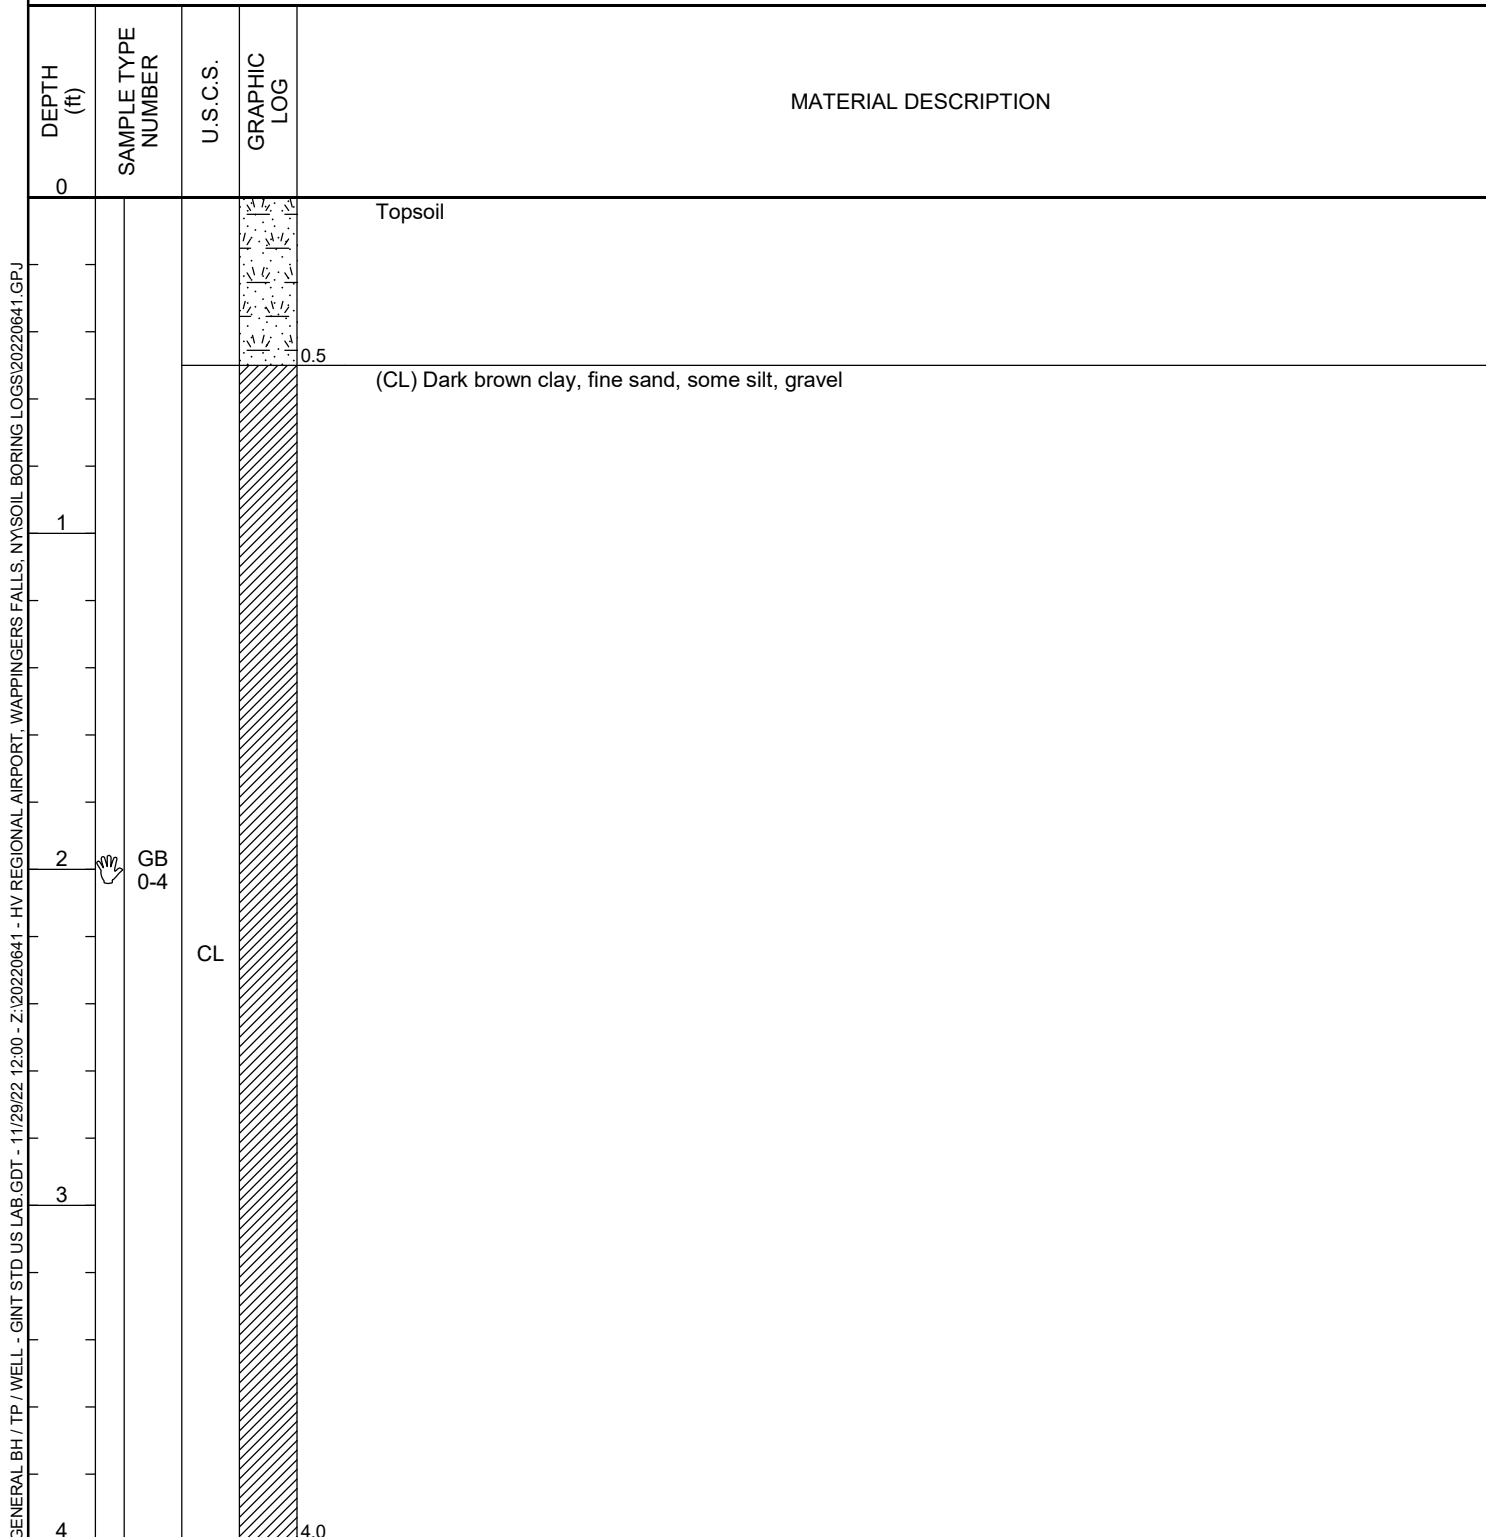 DEPTH
(ft)
SAMPLE TYPE
NUMBER
U.S.C.S.
GRAPHIC
LOG
MATERIAL DESCRIPTION
0
Topsoil
0.5
(CL) Dark brown clay, fine sand, some silt, gravel
1
2
GB
0-4
CL
3
4
4.0
GENERAL BH / TP / WELL - GINT STD US LAB.GDT - 11/29/22 12:00 - Z:\20220641 - HV REGIONAL AIRPORT, WAPPINGERS FALLS, NY\SOIL BORING LOGS\20220641.GPJ